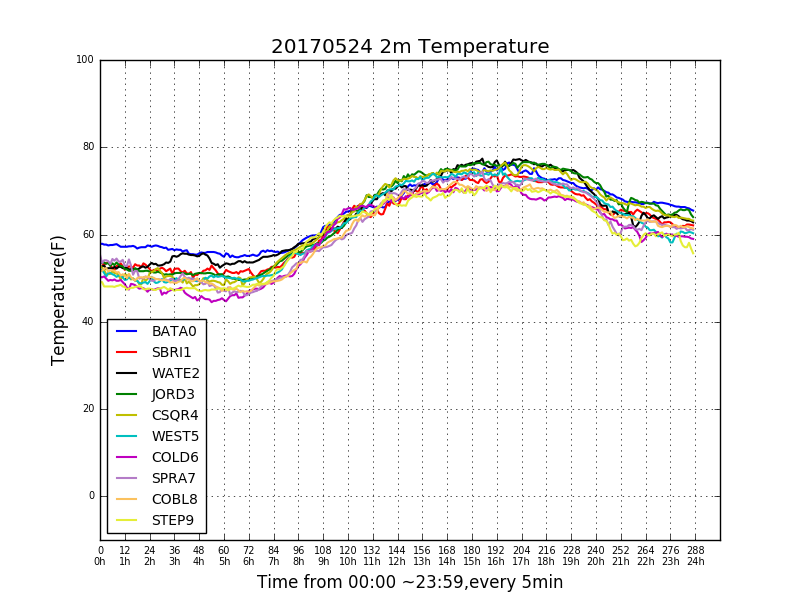 20170524 2m Temperature
100
80
60
40
20
0
Temperature(F)
BATA0
SBRI1
WATE2
JORD3
CSQR4
WEST5
COLD6
SPRA7
COBL8
STEP9
0 12 24 36 48 60 72 84 96 108 120 132 144 156 168 180 192 204 216 228 240 252 264 276 288
0h 1h 2h 3h 4h 5h 6h 7h 8h 9h 10h 11h 12h 13h 14h 15h 16h 17h 18h 19h 20h 21h 22h 23h 24h
Time from 00:00 ~23:59,every 5min